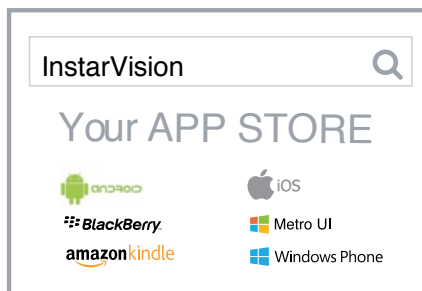 InstarVision
Your APP STORE
android
iOS
BlackBerry.
Metro UI
amazonkindle
Windows Phone